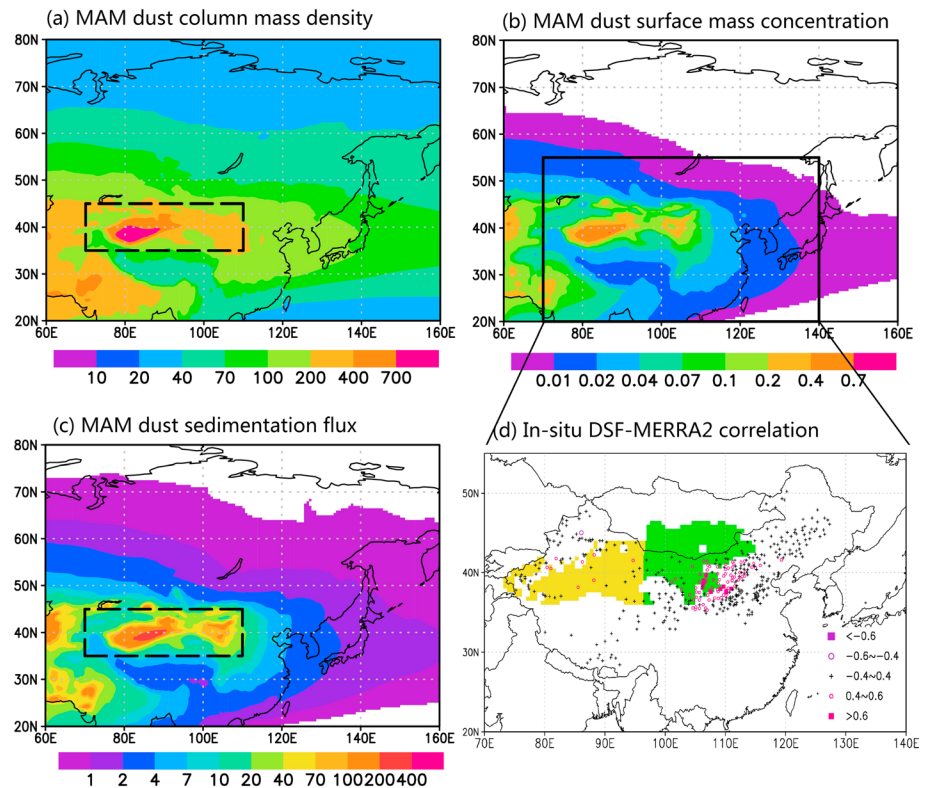 (a) MAM dust column mass density
(b) MAM dust surface mass concentration
80N
70N
60N
50N
40N
30N
20N
60E 80E 100E 120E 140E 160E
10 20 40 70 100 200 400 700
80N
70N
60N
50N
40N
30N
20N
60E 80E 100E 120E 140E 160E
0.01 0.02 0.04 0.07 0.1 0.2 0.4 0.7
(c) MAM dust sedimentation flux
(d) In-situ DSF-MERRA2 correlation
80N
70N
60N
50N
40N
30N
20N
60E 80E 100E 120E 140E 160E
1 2 4 7 10 20 40 70 100 200 400
50N
40N
30N
20N
70E 80E 90E 100E 110E 120E 130E 140E
<-0.6
-0.6~-0.4
-0.4~0.4
0.4~0.6
>0.6